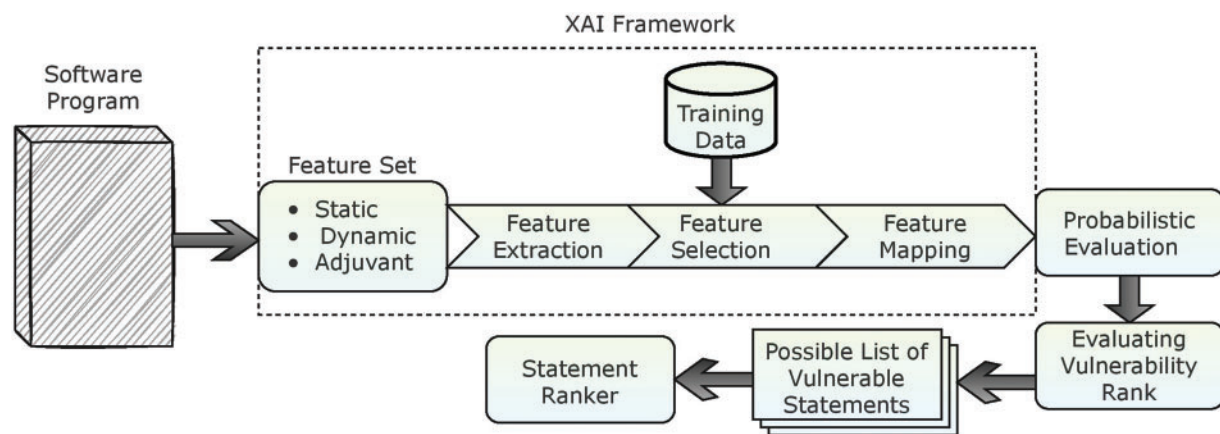 XAI Framework
Software
Program
Training
Data
Feature Set
• Static
• Dynamic
• Adjuvant
Feature
Extraction
Feature
Selection
Feature
Mapping
Probabilistic
Evaluation
Statement
Ranker
Possible List of
Vulnerable
Statements
Evaluating
Vulnerability
Rank